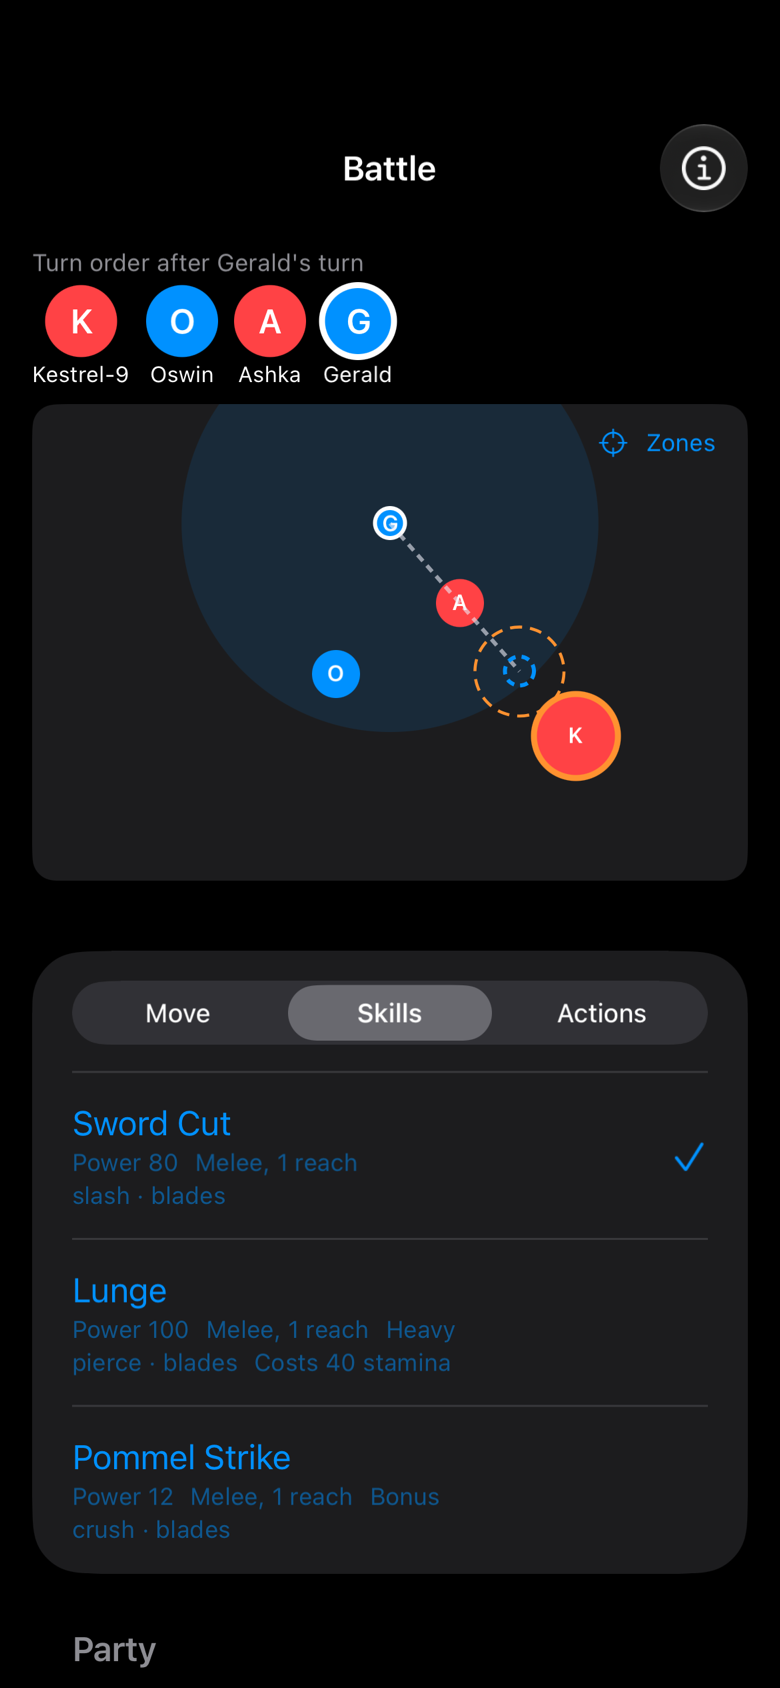 Battle
Turn order after Gerald's turn
K O A G
Kestrel-9 Oswin Ashka Gerald
Zones
G
A
O
K
Move Skills Actions
Sword Cut
Power 80 Melee, 1 reach
slash · blades
Lunge
Power 100 Melee, 1 reach Heavy
pierce · blades Costs 40 stamina
Pommel Strike
Power 12 Melee, 1 reach Bonus
crush · blades
Party